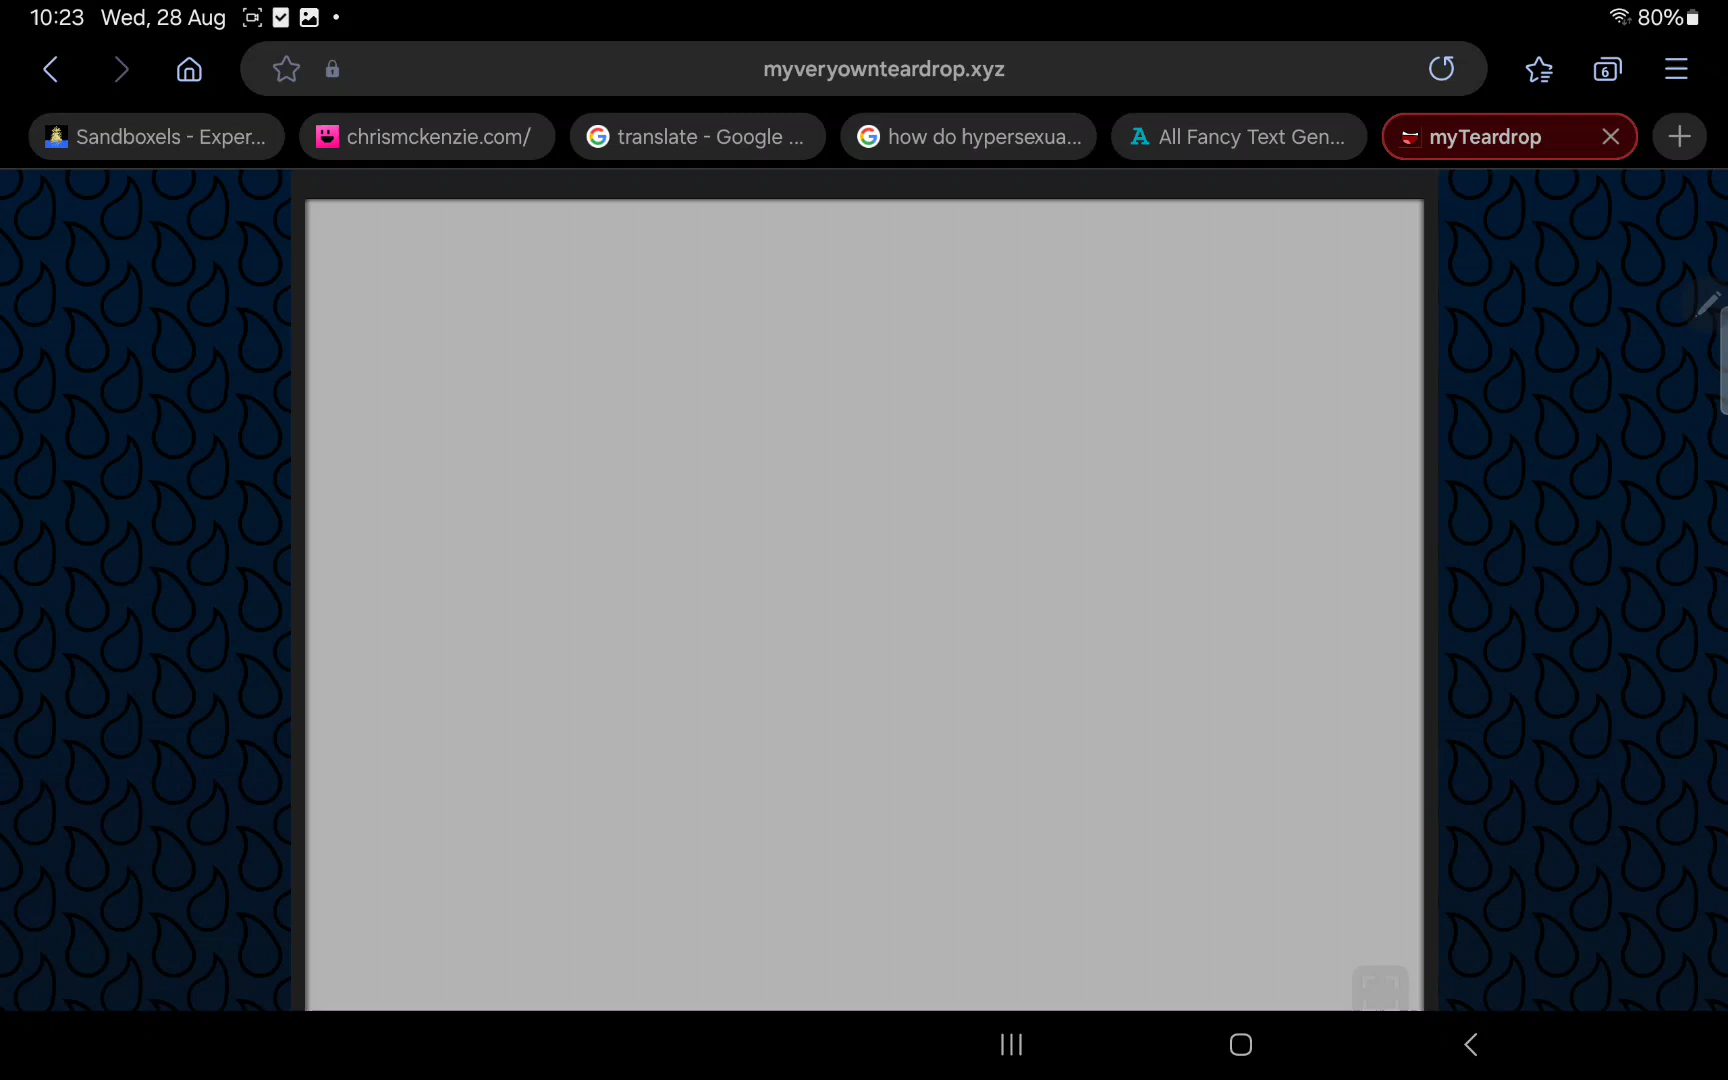 10:23 Wed, 28 Aug
80%
myveryownteardrop.xyz
6
Sandboxels - Exper...
chrismckenzie.com/
translate - Google ...
how do hypersexua...
All Fancy Text Gen...
myTeardrop